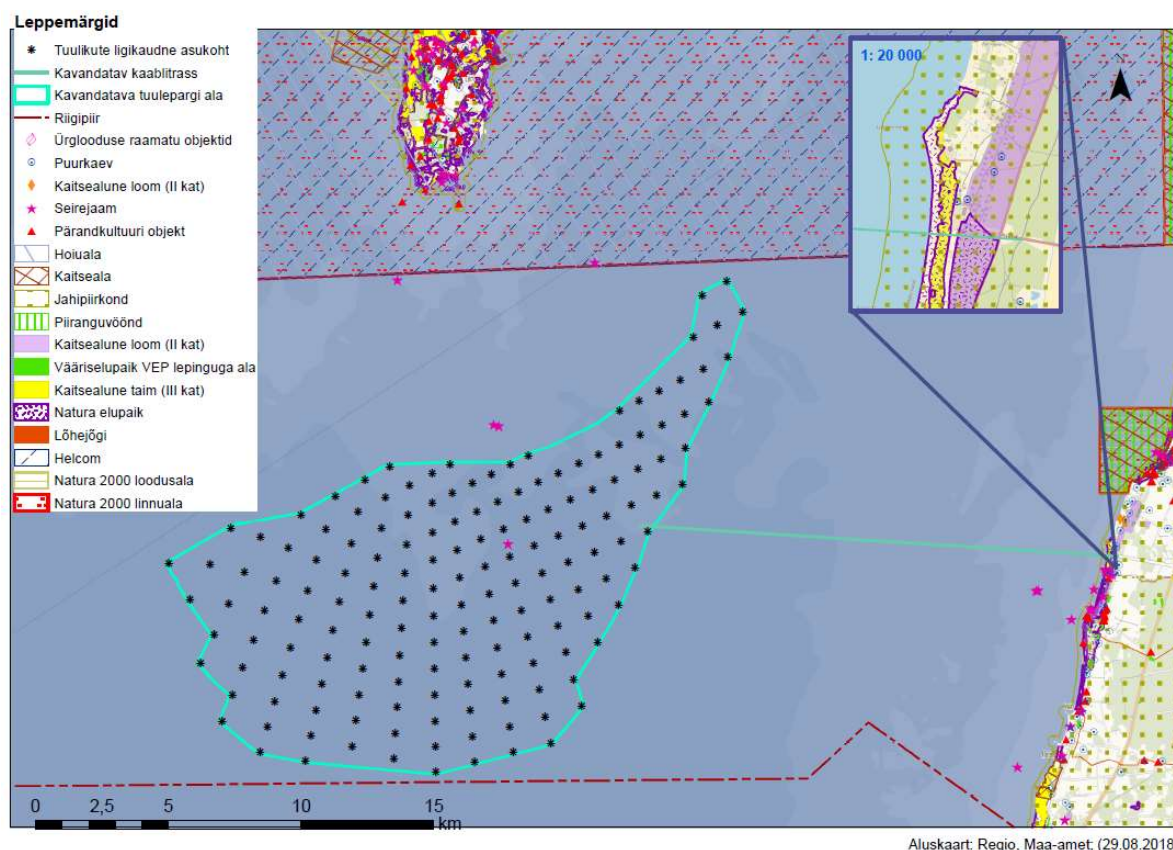 Leppemärgid
Tuulikute ligikaudne asukoht
Kavandatav kaablitrass
Kavandatava tuulepargi ala
Riigipiir
Ürglooduse raamatu objektid
Puurkaev
Kaitsealune loom (II kat)
Seirejaam
Pärandkultuuri objekt
Hoiuala
Kaitseala
Jahipiirkond
Piiranguvöönd
Kaitsealune loom (II kat)
Vääriselupaik VEP lepinguga ala
Kaitsealune taim (III kat)
Natura elupaik
Lõhejõgi
Helcom
Natura 2000 loodusala
Natura 2000 linnuala
1: 20 000
0 2,5 5 10 15
km
Aluskaart: Regio, Maa-amet; (29.08.2018